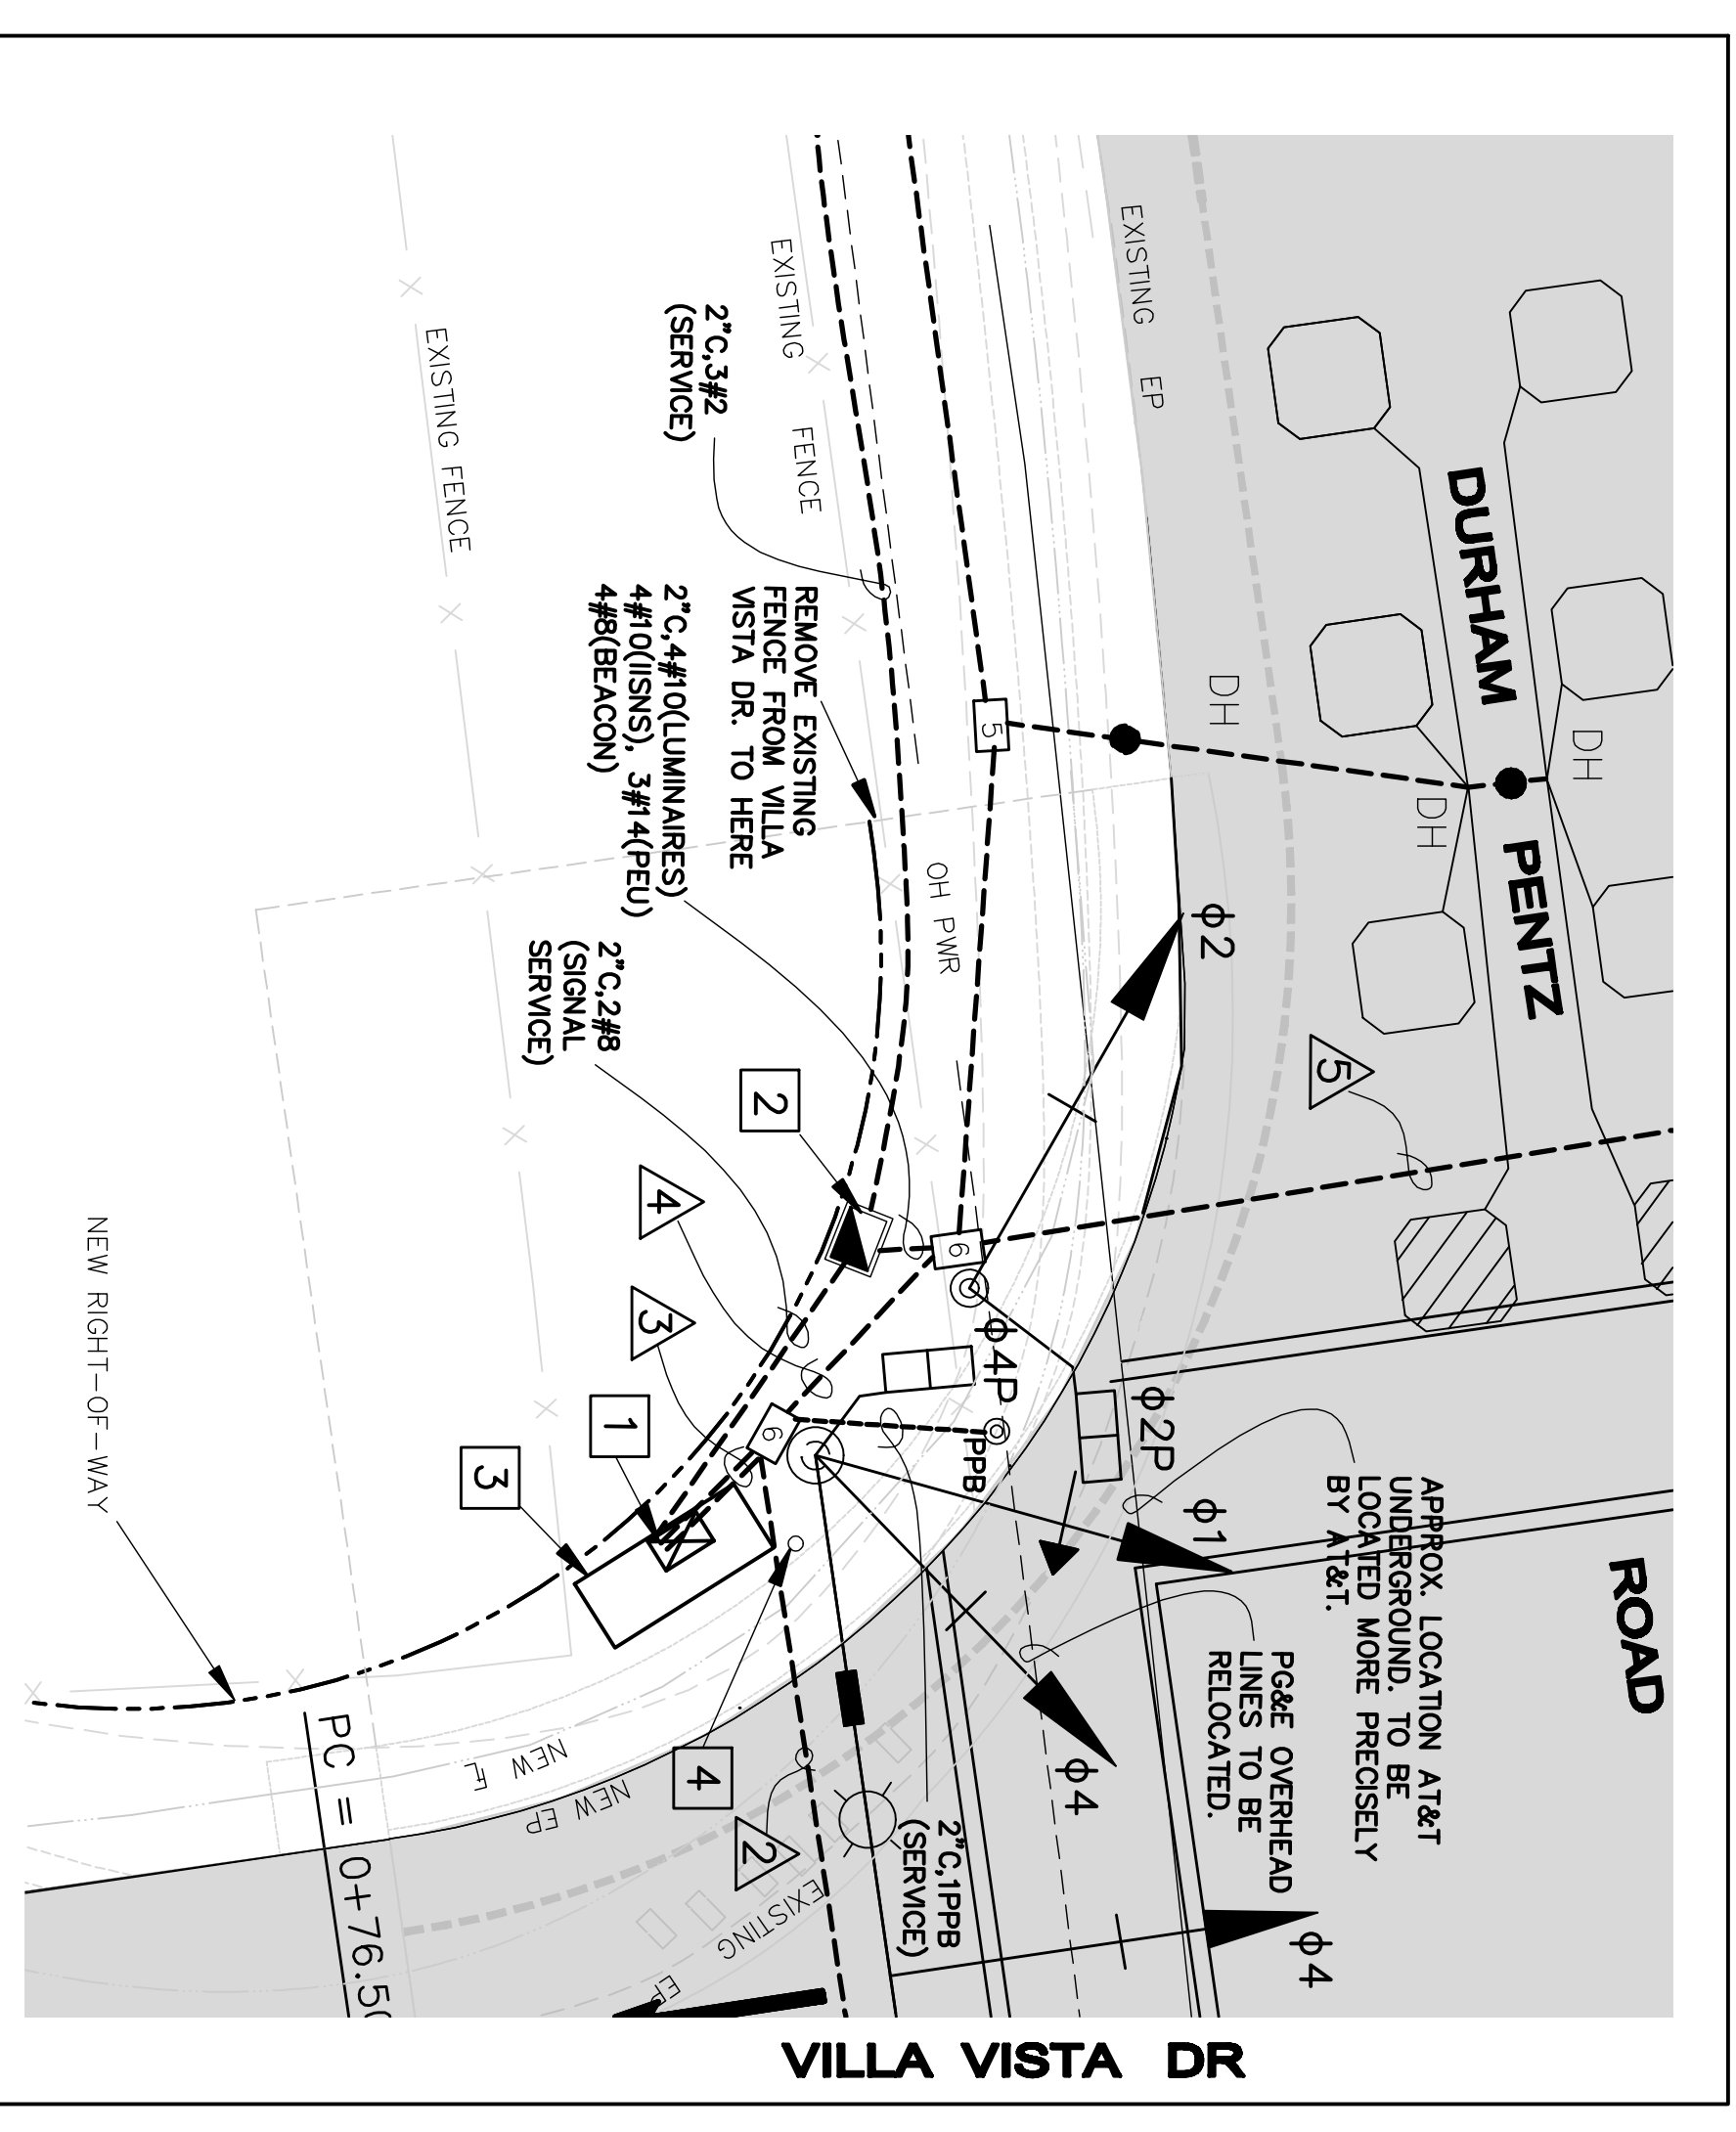 DURHAM
PENTZ
ROAD
VILLA VISTA DR
EXISTING EP
EXISTING FENCE
EXISTING FENCE
2"C,3#2
(SERVICE)
REMOVE EXISTING
FENCE FROM VILLA
VISTA DR. TO HERE
2"C,4#10(LUMINAIRES)
4#10(IISNS), 3#14(PEU)
4#8(BEACON)
2"C,2#8
(SIGNAL
SERVICE)
OH PWR
DH
DH
DH
5
6
6
ϕ2
ϕ4P
ϕ2P
ϕ1
ϕ4
ϕ4
PPB
5
4
3
2
2
1
3
4
APPROX. LOCATION AT&T
UNDERGROUND. TO BE
LOCATED MORE PRECISELY
BY AT&T.
PG&E OVERHEAD
LINES TO BE
RELOCATED.
2"C,1PPB
(SERVICE)
NEW RIGHT-OF-WAY
NEW FL
NEW EP
EXISTING
EP
PC = 0+76.50